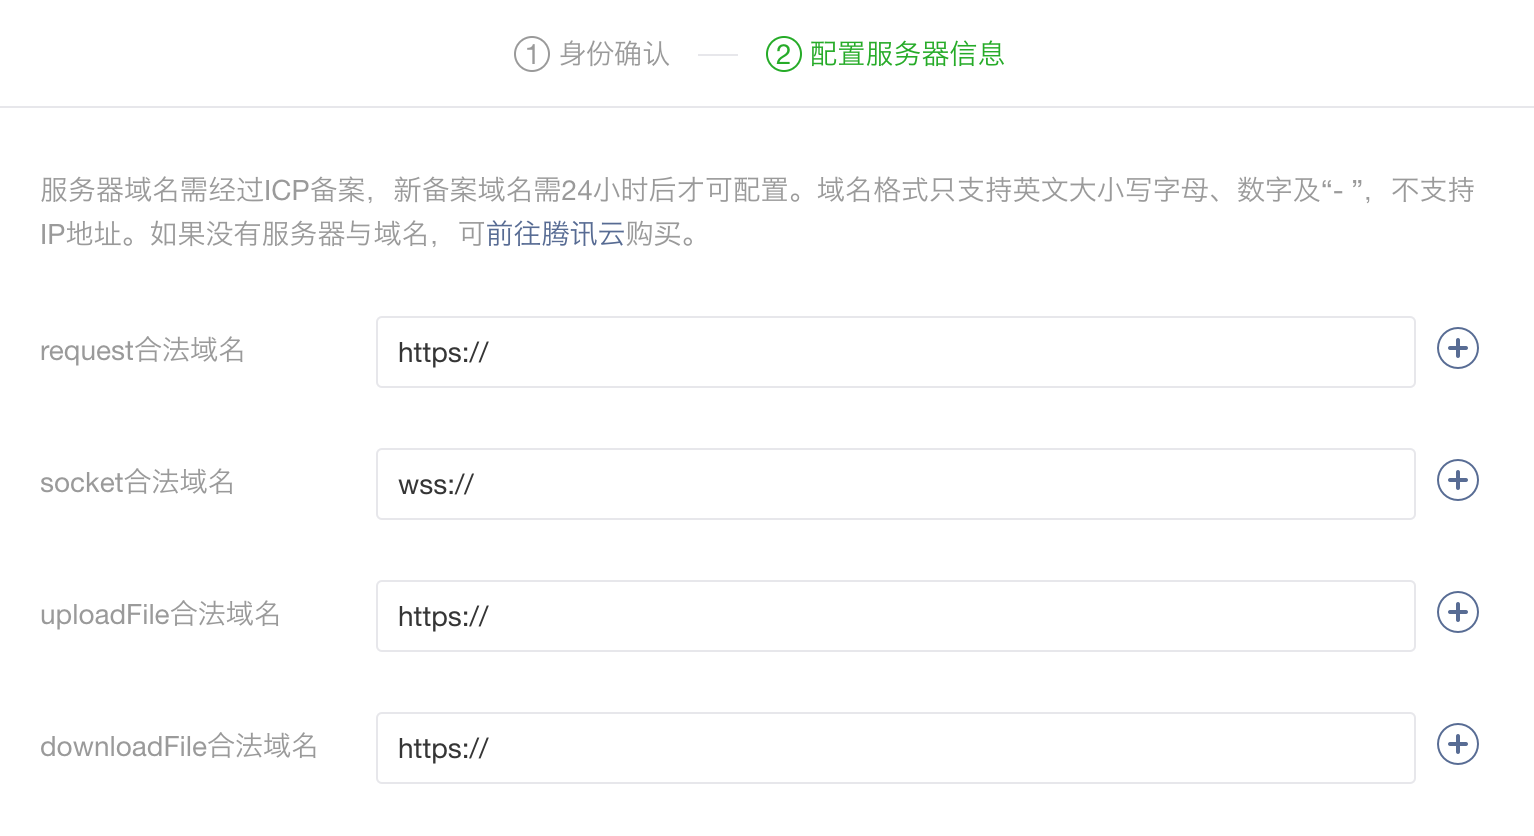 1 身份确认 2 配置服务器信息
服务器域名需经过ICP备案，新备案域名需24小时后才可配置。域名格式只支持英文大小写字母、数字及“- ”，不支持
IP地址。如果没有服务器与域名，可前往腾讯云购买。
request合法域名 https://
socket合法域名 wss://
uploadFile合法域名 https://
downloadFile合法域名 https://